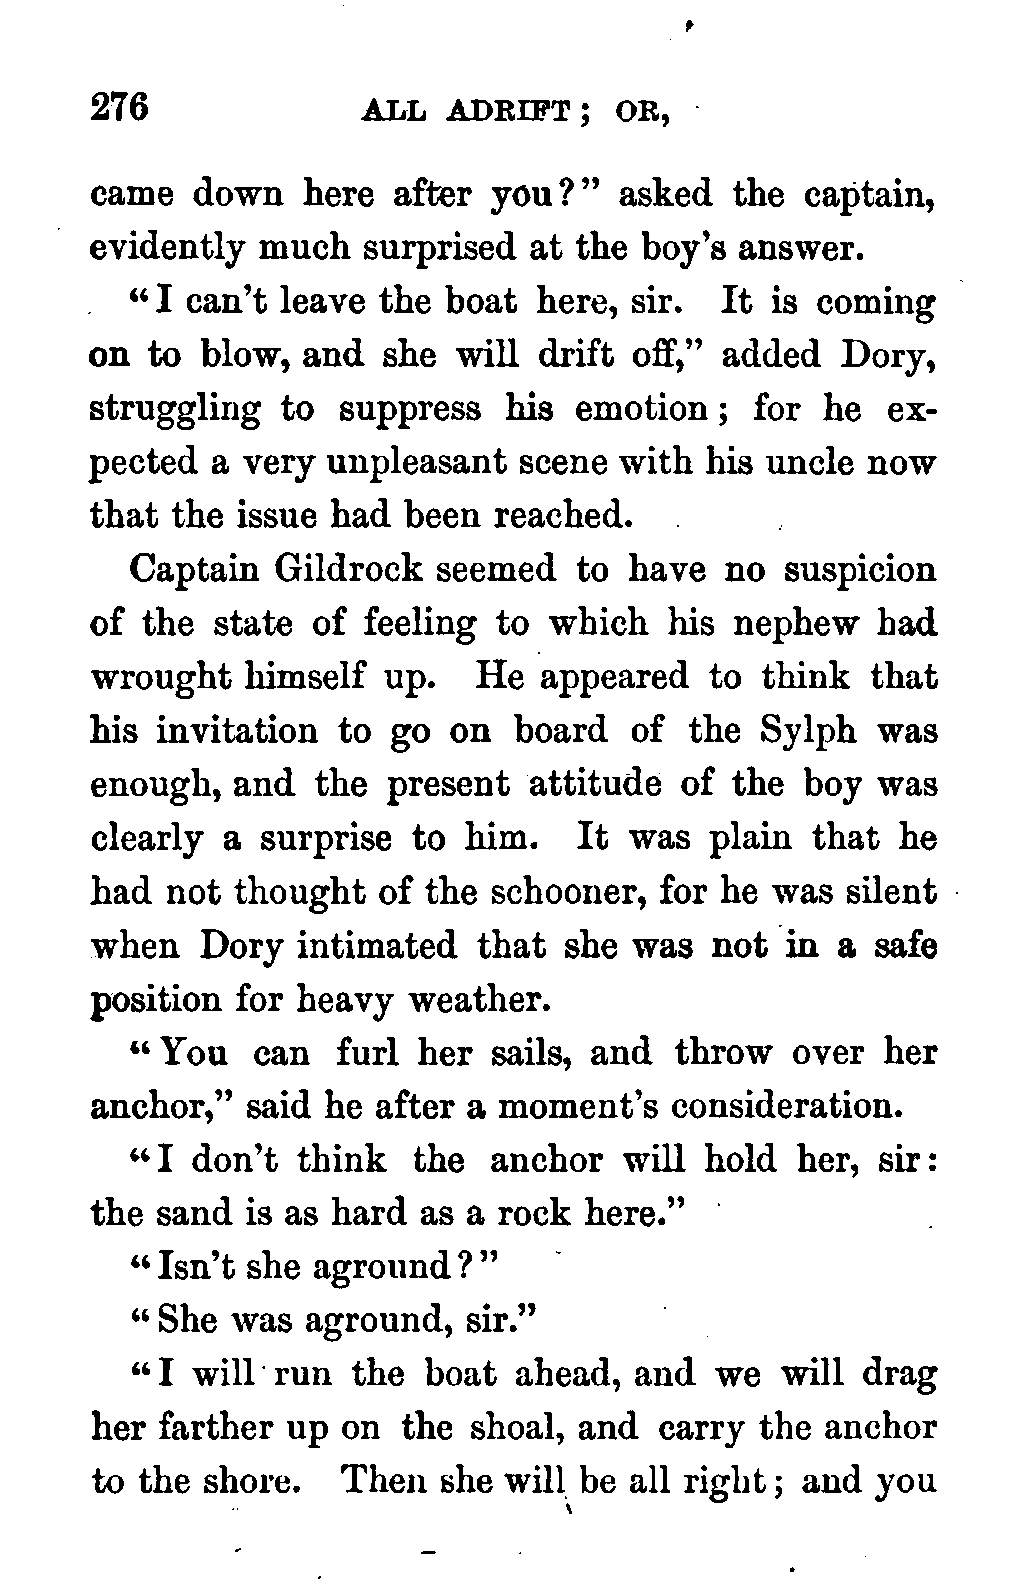 276 ALL ADRIFT; OR,
came down here after you?" asked the captain,
evidently much surprised at the boy's answer.
"I can't leave the boat here, sir. It is coming
on to blow, and she will drift off," added Dory,
struggling to suppress his emotion; for he ex-
pected a very unpleasant scene with his uncle now
that the issue had been reached.
Captain Gildrock seemed to have no suspicion
of the state of feeling to which his nephew had
wrought himself up. He appeared to think that
his invitation to go on board of the Sylph was
enough, and the present attitude of the boy was
clearly a surprise to him. It was plain that he
had not thought of the schooner, for he was silent
when Dory intimated that she was not in a safe
position for heavy weather.
"You can furl her sails, and throw over her
anchor," said he after a moment's consideration.
"I don't think the anchor will hold her, sir:
the sand is as hard as a rock here."
"Isn't she aground?"
"She was aground, sir."
"I will run the boat ahead, and we will drag
her farther up on the shoal, and carry the anchor
to the shore. Then she will be all right; and you